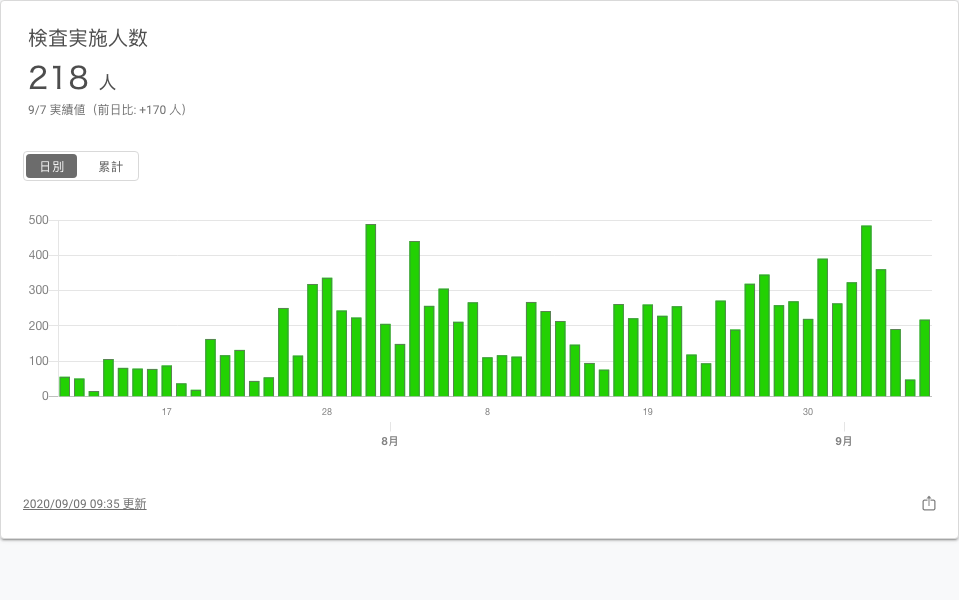 検査実施人数
218 人
9/7 実績値（前日比: +170 人）
日別 累計
500
400
300
200
100
0
17 28 8 19 30
8月 9月
2020/09/09 09:35 更新